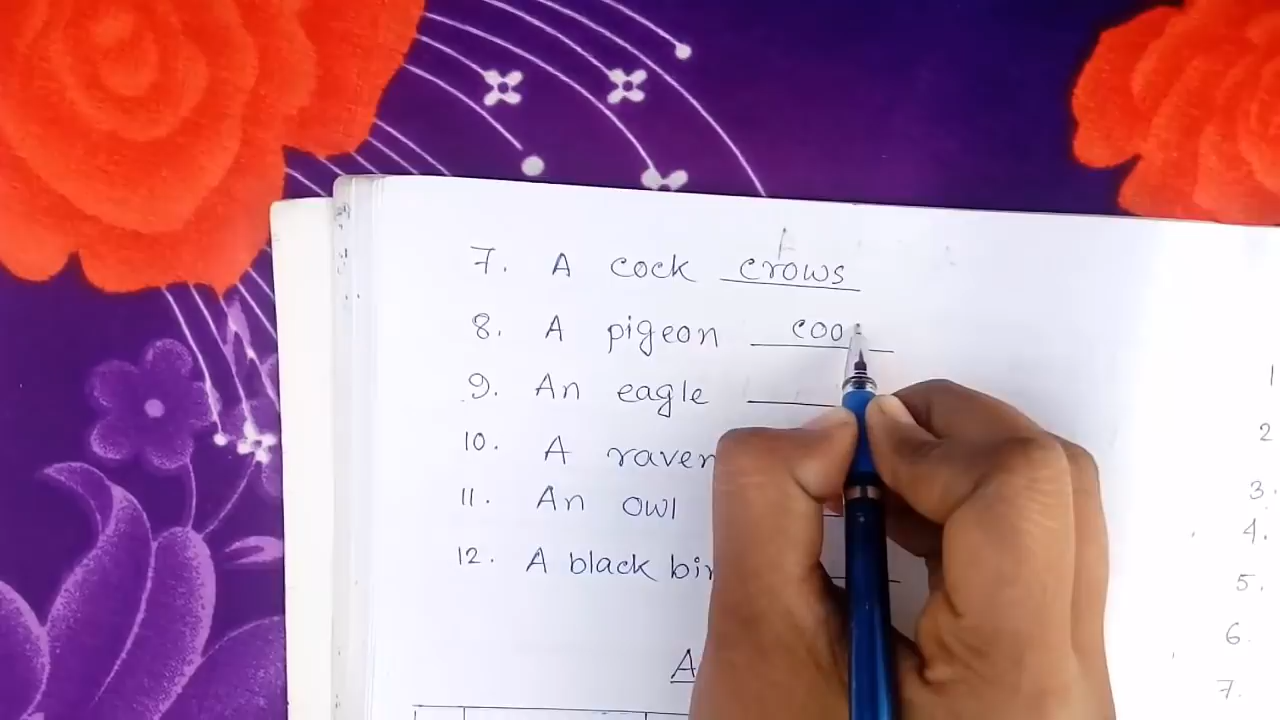 7. A cock crows
8. A pigeon coo
9. An eagle
10. A raven
11. An owl
12. A black bir
A
1
2
3.
4.
5.
6.
7.